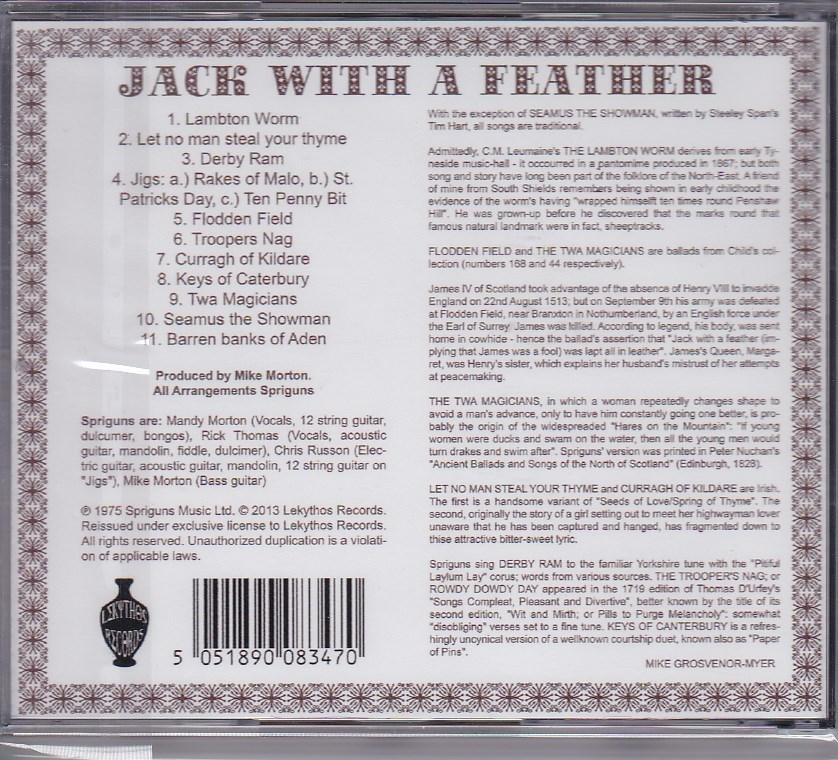 JACK WITH A FEATHER
1. Lambton Worm
2. Let no man steal your thyme
3. Derby Ram
4. Jigs: a.) Rakes of Malo, b.) St.
Patricks Day, c.) Ten Penny Bit
5. Flodden Field
6. Troopers Nag
7. Curragh of Kildare
8. Keys of Caterbury
9. Twa Magicians
10. Seamus the Showman
11. Barren banks of Aden
Produced by Mike Morton.
All Arrangements Spriguns
Spriguns are: Mandy Morton (Vocals, 12 string guitar,
dulcumer, bongos), Rick Thomas (Vocals, acoustic
guitar, mandolin, fiddle, dulcimer), Chris Russon (Elec-
tric guitar, acoustic guitar, mandolin, 12 string guitar on
"Jigs"), Mike Morton (Bass guitar)
℗ 1975 Spriguns Music Ltd. © 2013 Lekythos Records.
Reissued under exclusive license to Lekythos Records.
All rights reserved. Unauthorized duplication is a violati-
on of applicable laws.
LEKYTHOS
RECORDS
5 051890 083470
With the exception of SEAMUS THE SHOWMAN, written by Steeley Span's
Tim Hart, all songs are traditional.
Admittedly, C.M. Leumaine's THE LAMBTON WORM derives from early Ty-
neside music-hall - it occourred in a pantomime produced in 1867; but both
song and story have long been part of the folklore of the North-East. A friend
of mine from South Shields remembers being shown in early childhood the
evidence of the worm's having "wrapped himselft ten times round Penshaw
Hill". He was grown-up before he discovered that the marks round that
famous natural landmark were in fact, sheeptracks.
FLODDEN FIELD and THE TWA MAGICIANS are ballads from Child's col-
lection (numbers 168 and 44 respectively).
James IV of Scotland took advantage of the absence of Henry VIII to invadde
England on 22nd August 1513; but on September 9th his army was defeated
at Flodden Field, near Branxton in Nothumberland, by an English force under
the Earl of Surrey. James was killed. According to legend, his body, was sent
home in cowhide - hence the ballad's assertion that "Jack with a feather (im-
plying that James was a fool) was lapt all in leather". James's Queen, Marga-
ret, was Henry's sister, which explains her husband's mistrust of her attempts
at peacemaking.
THE TWA MAGICIANS, in which a woman repeatedly changes shape to
avoid a man's advance, only to have him constantly going one better, is pro-
bably the origin of the widespreaded "Hares on the Mountain": "If young
women were ducks and swam on the water, then all the young men would
turn drakes and swim after". Spriguns' version was printed in Peter Nuchan's
"Ancient Ballads and Songs of the North of Scotland" (Edinburgh, 1828).
LET NO MAN STEAL YOUR THYME and CURRAGH OF KILDARE are Irish.
The first is a handsome variant of "Seeds of Love/Spring of Thyme". The
second, originally the story of a girl setting out to meet her highwayman lover
unaware that he has been captured and hanged, has fragmented down to
thise attractive bitter-sweet lyric.
Spriguns sing DERBY RAM to the familiar Yorkshire tune with the "Pitiful
Laylum Lay" corus; words from various sources. THE TROOPER'S NAG; or
ROWDY DOWDY DAY appeared in the 1719 edition of Thomas D'Urfey's
"Songs Compleat, Pleasant and Divertive", better known by the title of its
second edition, "Wit and Mirth; or Pills to Purge Melancholy": somewhat
"discobliging" verses set to a fine tune. KEYS OF CANTERBURY is a refres-
hingly uncynical version of a wellknown courtship duet, known also as "Paper
of Pins".
MIKE GROSVENOR-MYER